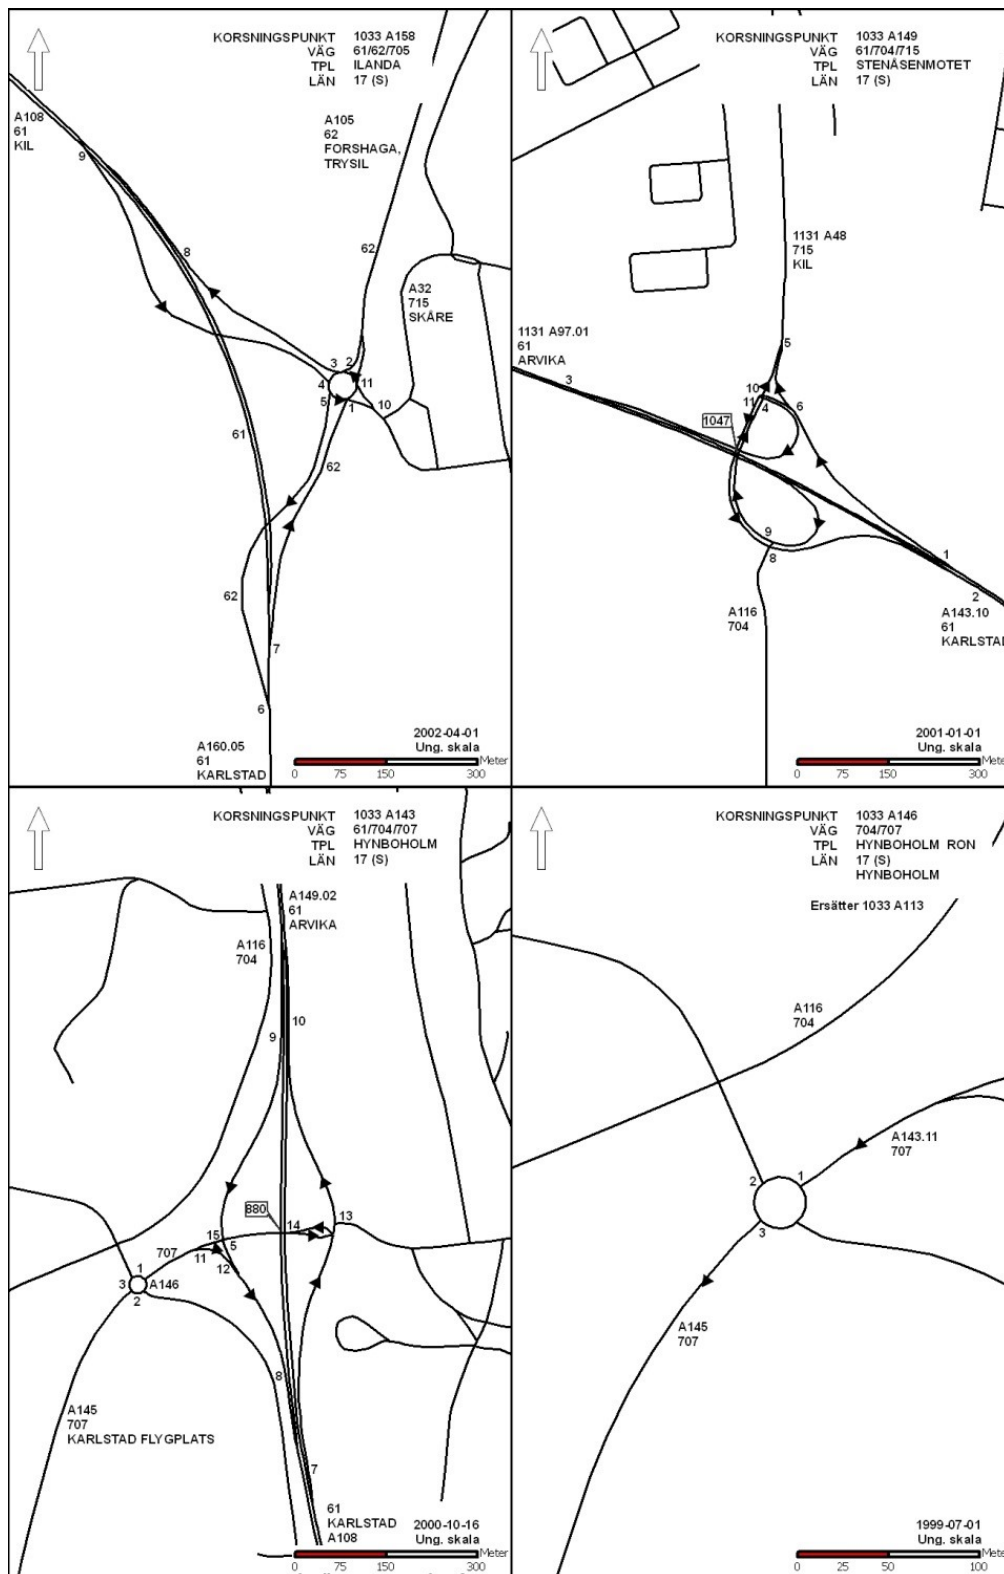 KORSNINGSPUNKT 1033 A158
VÄG 61/62/705
TPL ILANDA
LÄN 17 (S)
A108
61
KIL
A105
62
FORSHAGA,
TRYSIL
9
8
62
A32
715
SKÅRE
3 2
4 11
5 1 10
61
62
62
7
6
A160.05
61
KARLSTAD
2002-04-01
Ung. skala
Meter
0 75 150 300
KORSNINGSPUNKT 1033 A149
VÄG 61/704/715
TPL STENÅSENMOTET
LÄN 17 (S)
1131 A48
715
KIL
1131 A97.01
61
ARVIKA
3
5
10
11 4 6
1047
9
8
1
2
A116
704
A143.10
61
KARLSTAD
2001-01-01
Ung. skala
Meter
0 75 150 300
KORSNINGSPUNKT 1033 A143
VÄG 61/704/707
TPL HYNBOHOLM
LÄN 17 (S)
A149.02
61
ARVIKA
A116
704
10
9
880
13
14
15
5
707
11
12
1
3 A146
2
8
A145
707
KARLSTAD FLYGPLATS
7
61
KARLSTAD
A108
2000-10-16
Ung. skala
Meter
0 75 150 300
KORSNINGSPUNKT 1033 A146
VÄG 704/707
TPL HYNBOHOLM RON
LÄN 17 (S)
HYNBOHOLM
Ersätter 1033 A113
A116
704
A143.11
707
1
2
3
A145
707
1999-07-01
Ung. skala
Meter
0 25 50 100